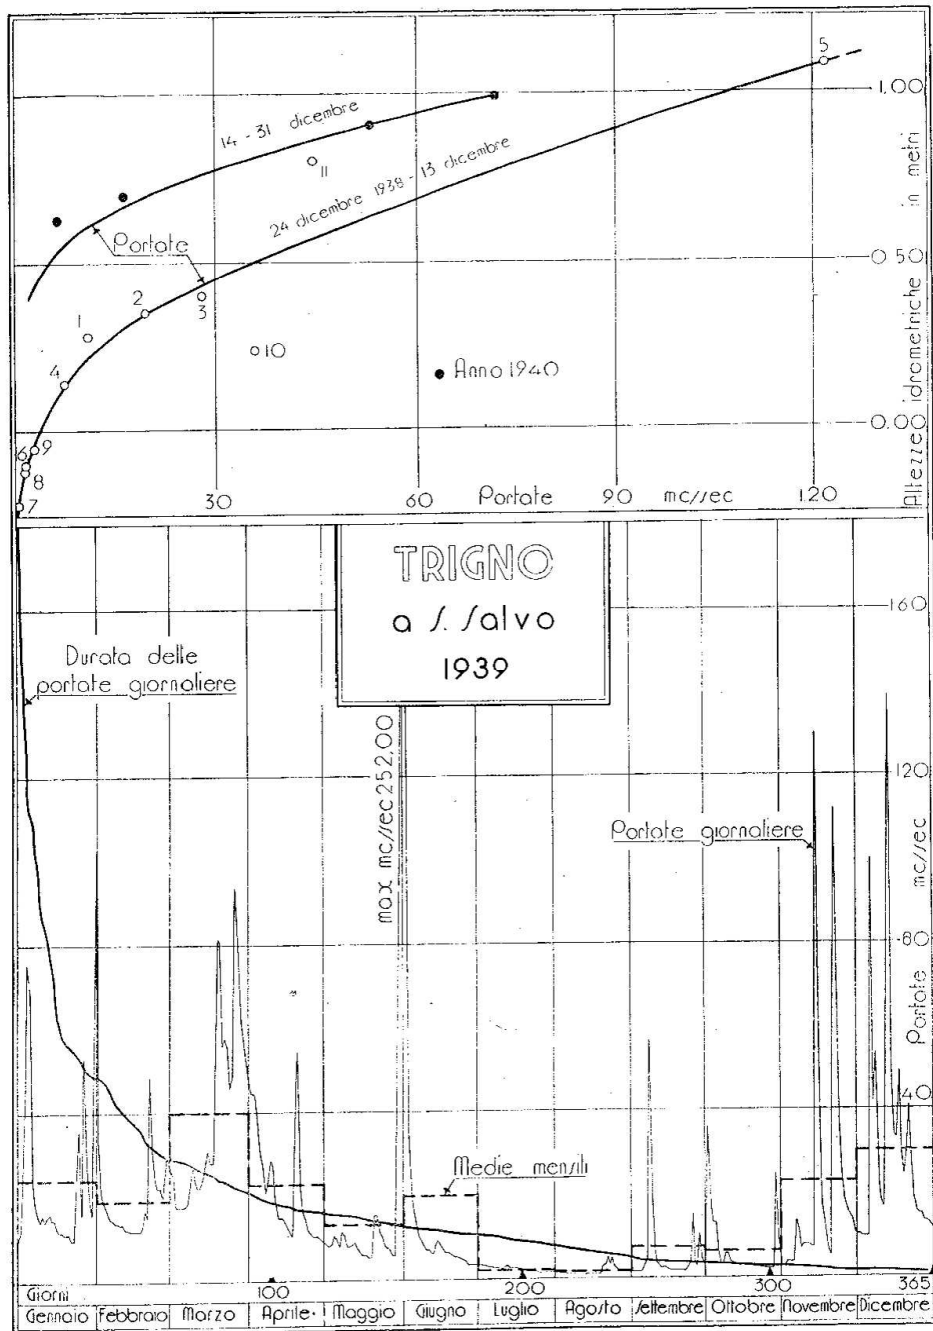 5
1.00
14 - 31 dicembre
11
24 dicembre 1938 - 13 dicembre
Portate
0.50
2
3
1
10
4
Anno 1940
0.00
9
6
8
7
30
60
Portate
90
mc//sec
120
Altezze idrometriche in metri
TRIGNO
a S. Salvo
1939
160
Durata delle
portate giornaliere
max mc//sec 252,00
120
Portate giornaliere
Portate mc//sec
80
40
Medie mensili
Giorni
100
200
300
365
Gennaio
Febbraio
Marzo
Aprile
Maggio
Giugno
Luglio
Agosto
Settembre
Ottobre
Novembre
Dicembre